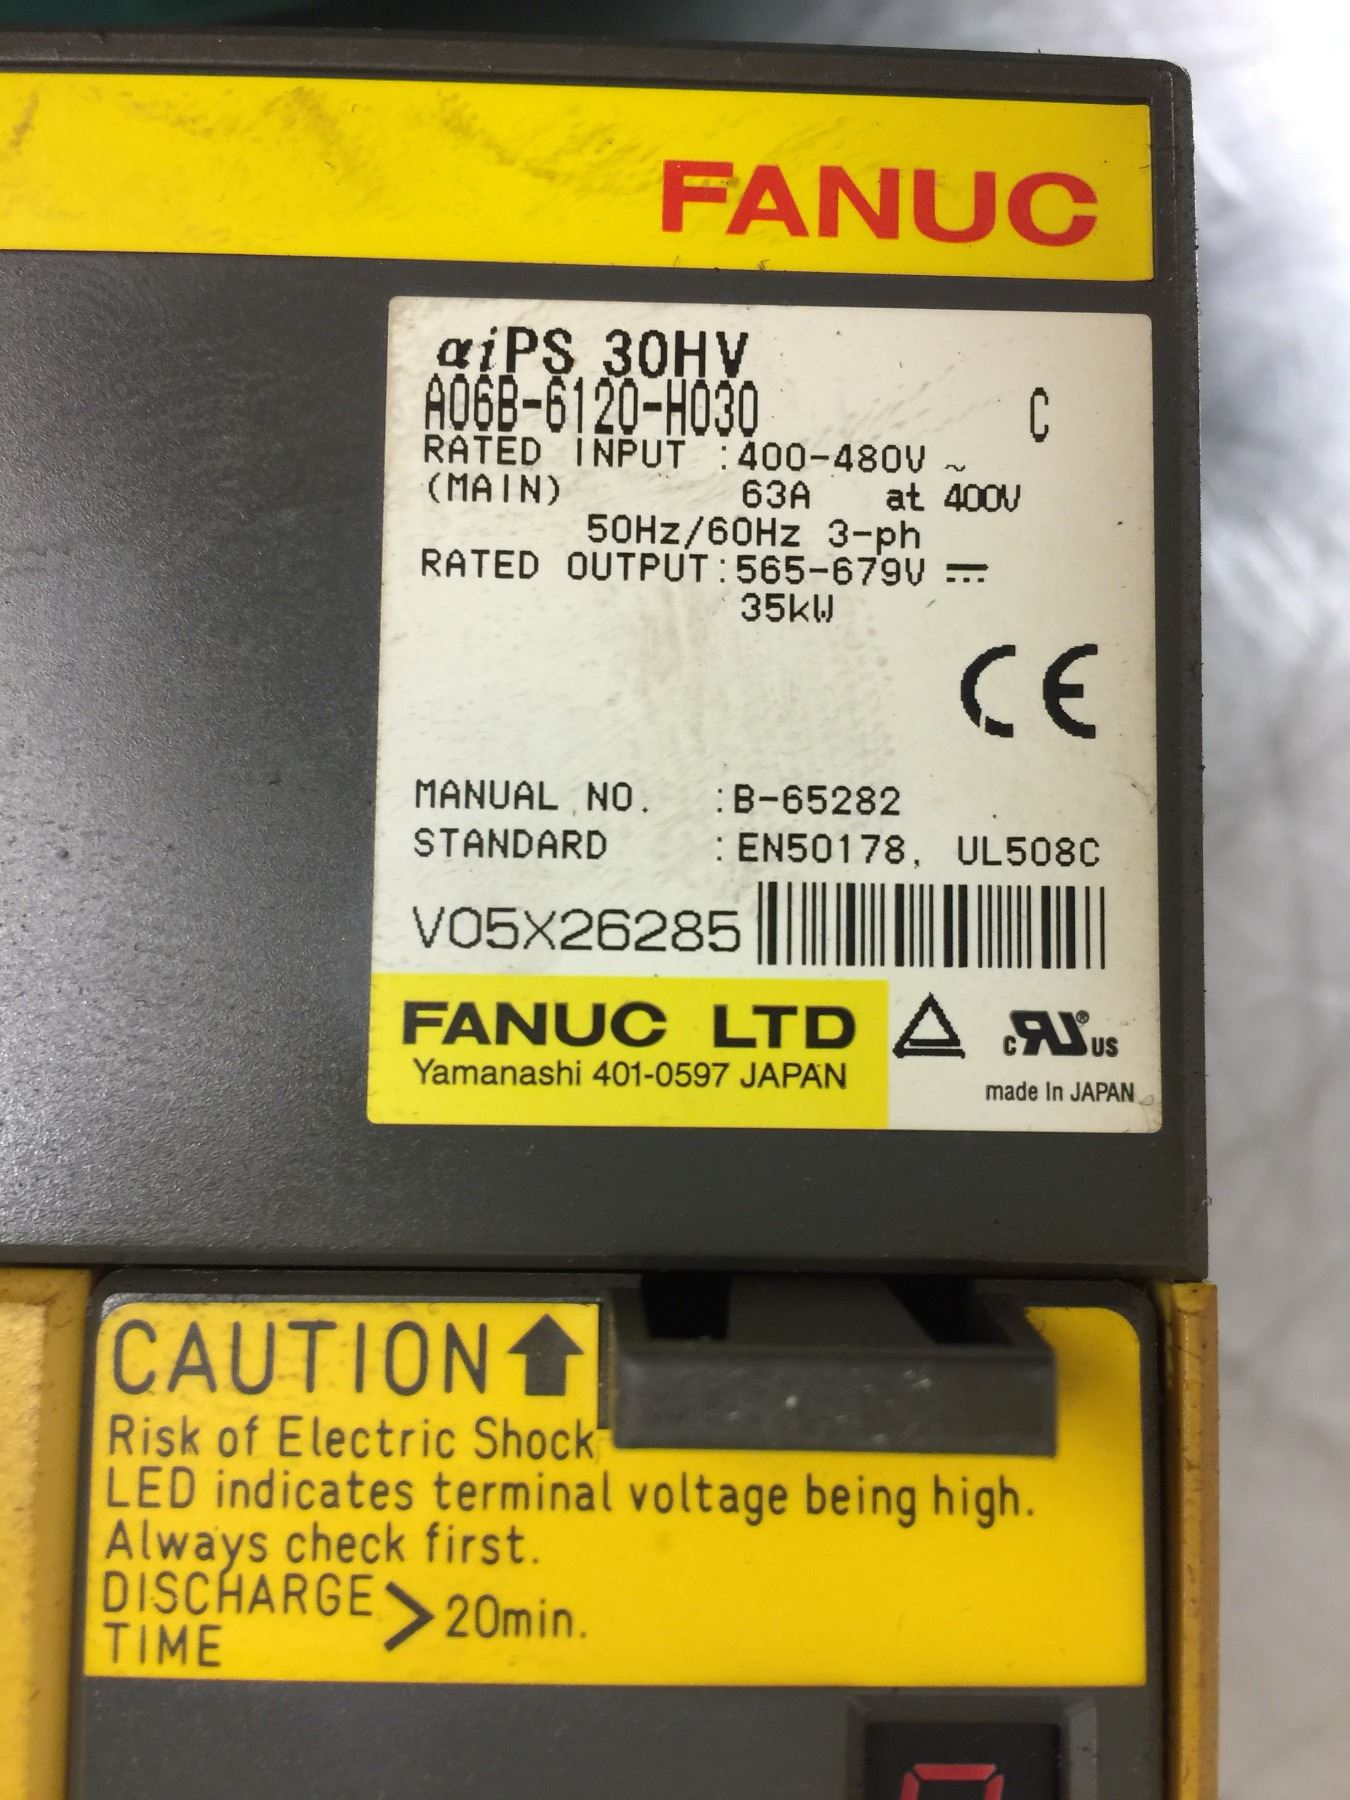 FANUC
αiPS 30HV
A06B-6120-H030 C
RATED INPUT :400-480V ~
(MAIN) 63A at 400V
50Hz/60Hz 3-ph
RATED OUTPUT:565-679V ⎓
35kW
CE
MANUAL NO. :B-65282
STANDARD :EN50178, UL508C
V05X26285
FANUC LTD
Yamanashi 401-0597 JAPAN
c RU ® US
made In JAPAN
CAUTION ⬆
Risk of Electric Shock
LED indicates terminal voltage being high.
Always check first.
DISCHARGE TIME > 20min.